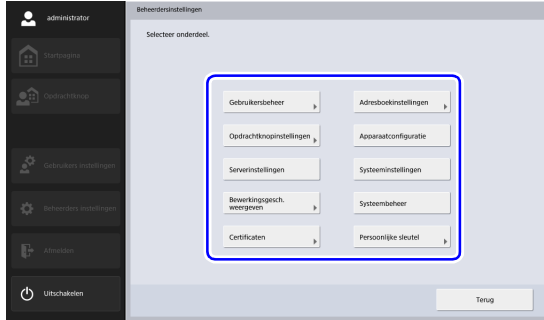 administrator
Startpagina
Opdrachtknop
Gebruikers instellingen
Beheerders instellingen
Afmelden
Uitschakelen
Beheerdersinstellingen
Selecteer onderdeel.
Gebruikersbeheer
Adresboekinstellingen
Opdrachtknopinstellingen
Apparaatconfiguratie
Serverinstellingen
Systeeminstellingen
Bewerkingsgesch.
weergeven
Systeembeheer
Certificaten
Persoonlijke sleutel
Terug